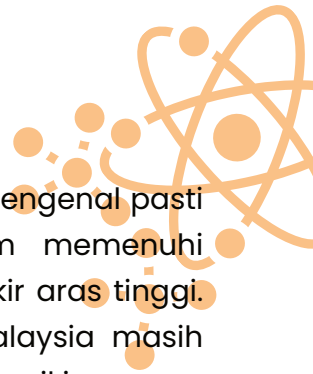 engenal pasti
m memenuhi
kir aras tinggi.
alaysia masih